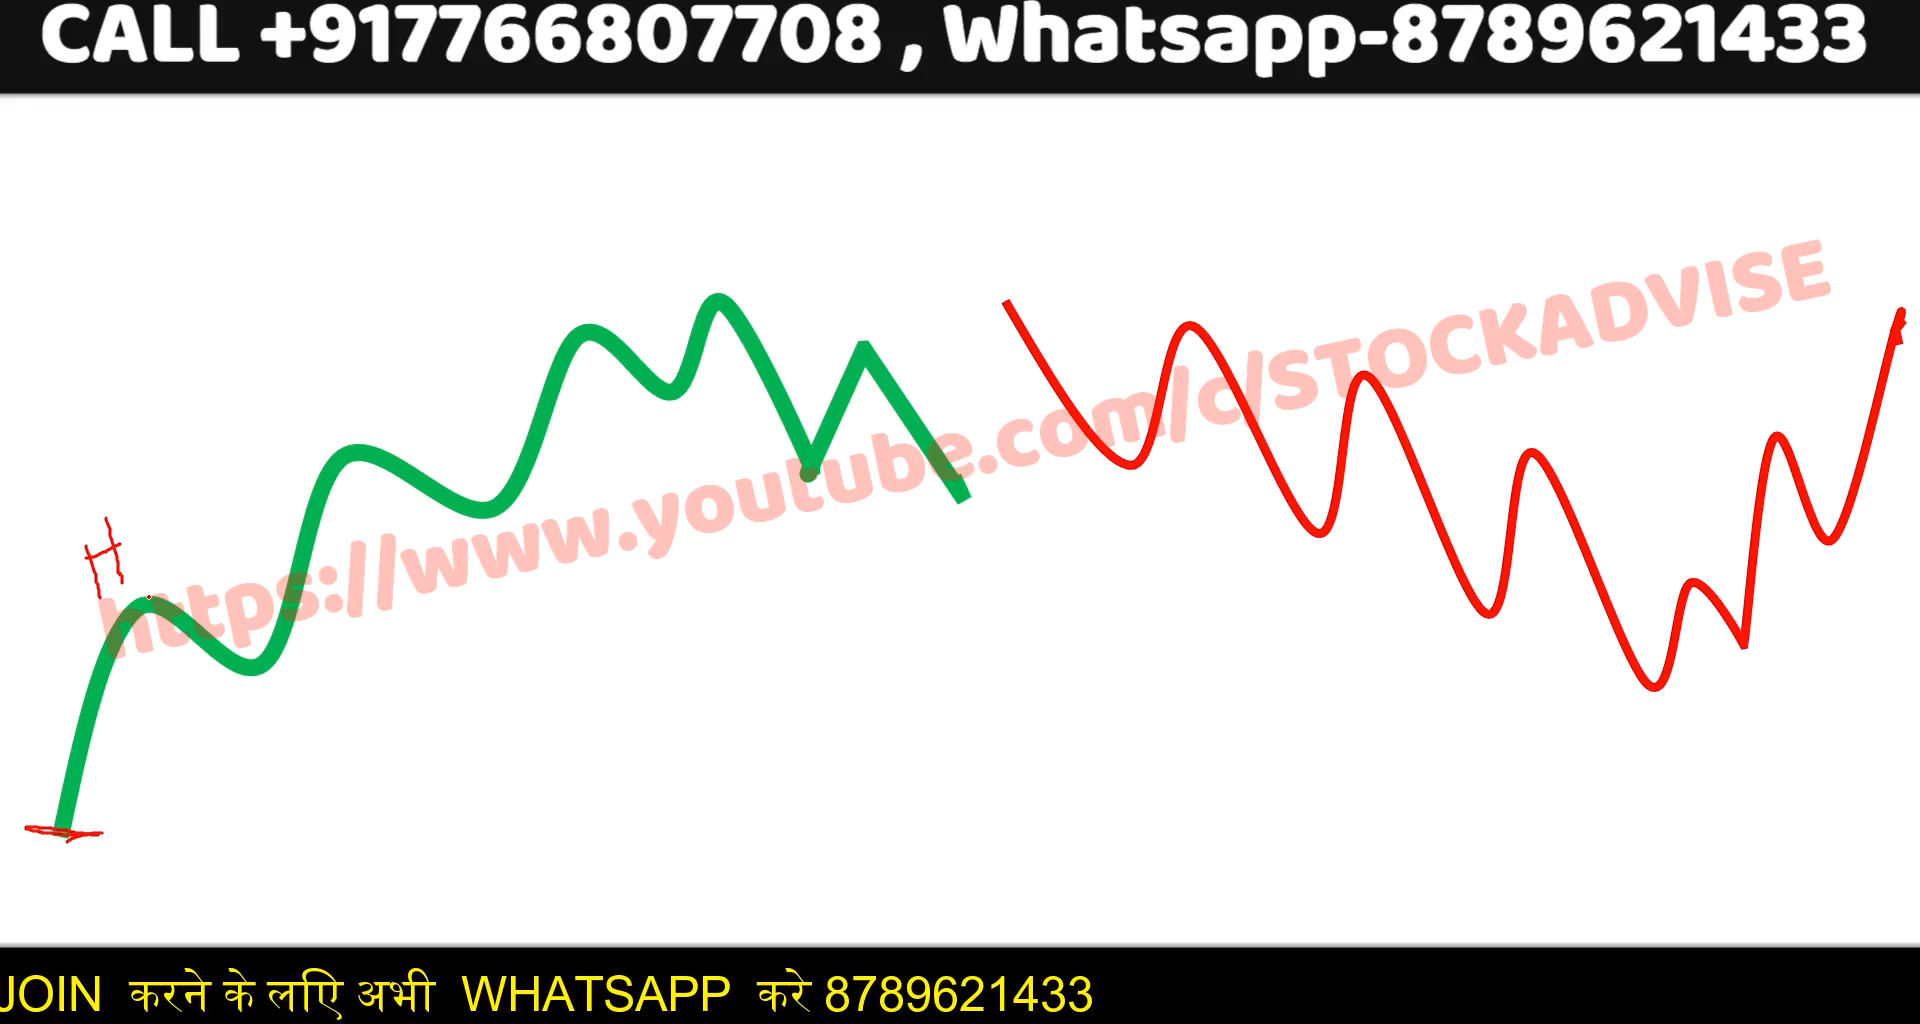 CALL +917766807708 , Whatsapp-8789621433
https://www.youtube.com/c/STOCKADVISE
H
JOIN करने के लिए अभी WHATSAPP करे 8789621433